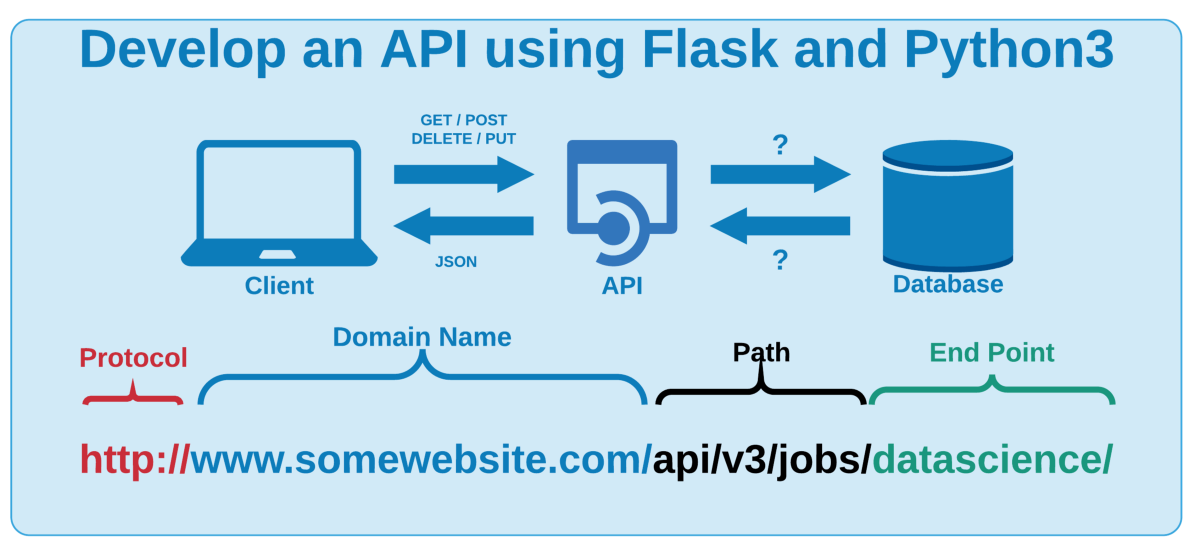 Develop an API using Flask and Python3
GET / POST
DELETE / PUT
?
JSON
?
Client
API
Database
Protocol
Domain Name
Path
End Point
http://www.somewebsite.com/api/v3/jobs/datascience/